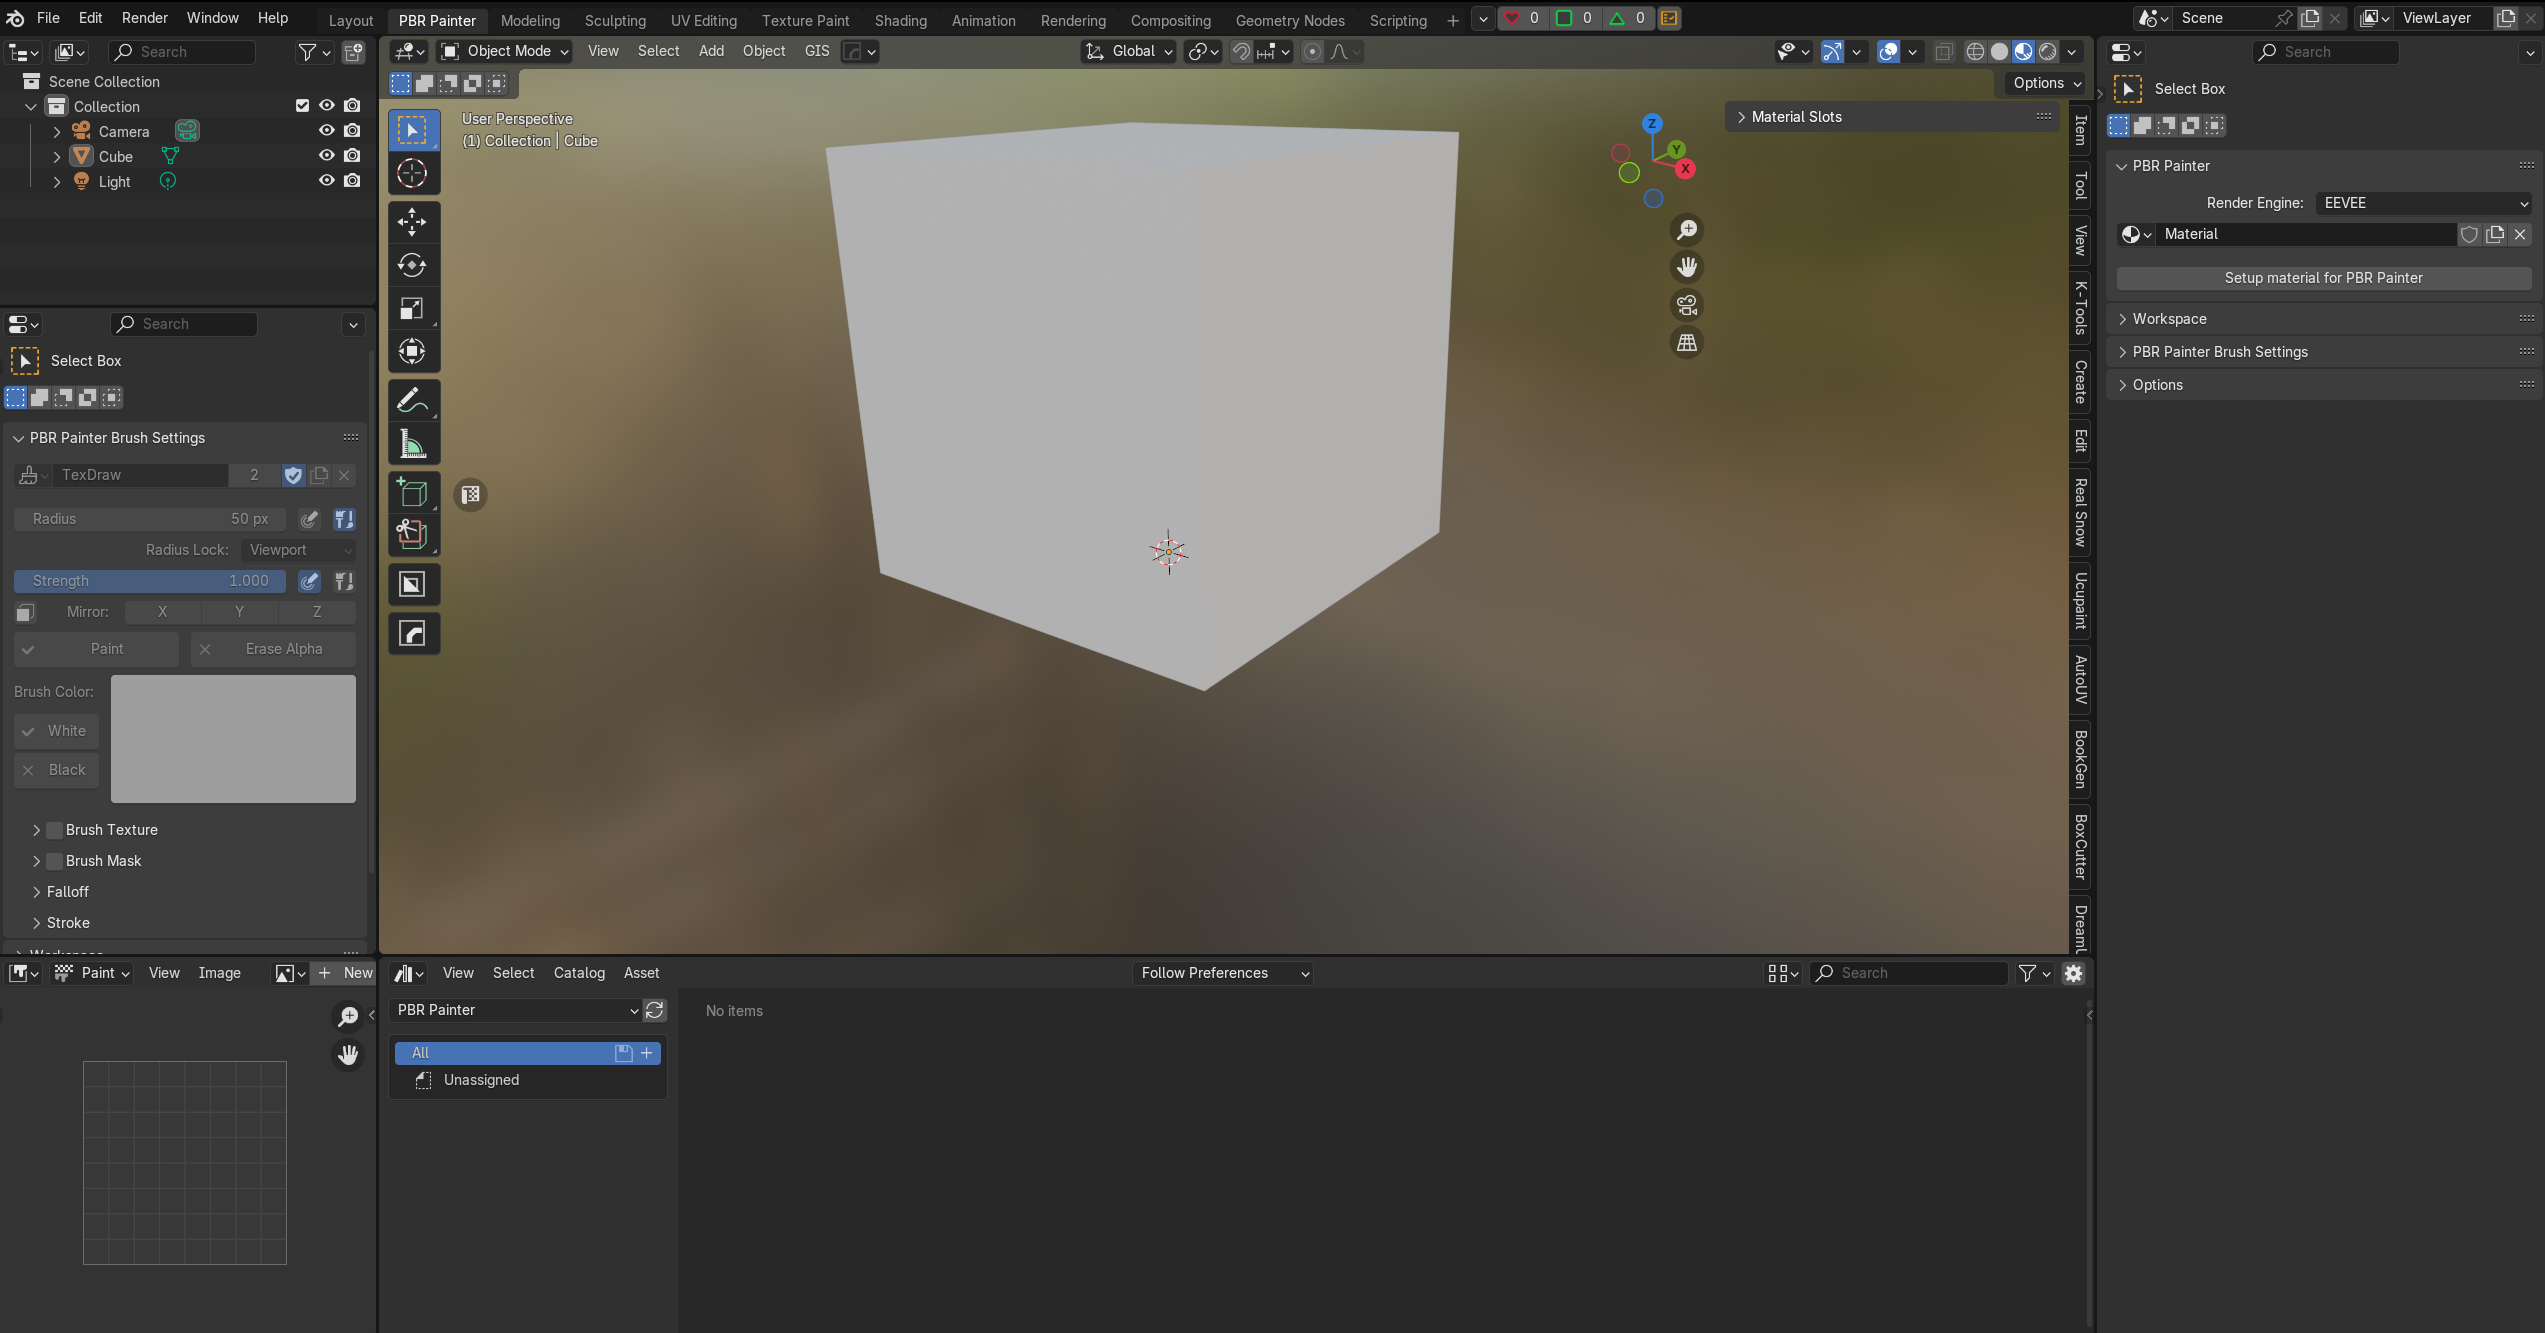 File Edit Render Window Help Layout PBR Painter Modeling Sculpting UV Editing Texture Paint Shading Animation Rendering Compositing Geometry Nodes Scripting + 0 0 0 Scene ViewLayer
Search
Scene Collection
Collection
Camera
Cube
Light
Search
Select Box
PBR Painter Brush Settings
TexDraw 2
Radius 50 px
Radius Lock: Viewport
Strength 1.000
Mirror: X Y Z
Paint Erase Alpha
Brush Color:
White
Black
Brush Texture
Brush Mask
Falloff
Stroke
Workspace
Paint View Image + New
Object Mode View Select Add Object GIS Global
Options
User Perspective
(1) Collection | Cube
Z
Y
X
Material Slots
Item
Tool
View
K-Tools
Create
Edit
Real Snow
Ucupaint
AutoUV
BookGen
BoxCutter
DreamU
View Select Catalog Asset Follow Preferences Search
PBR Painter
No items
All
Unassigned
Search
Select Box
PBR Painter
Render Engine: EEVEE
Material
Setup material for PBR Painter
Workspace
PBR Painter Brush Settings
Options